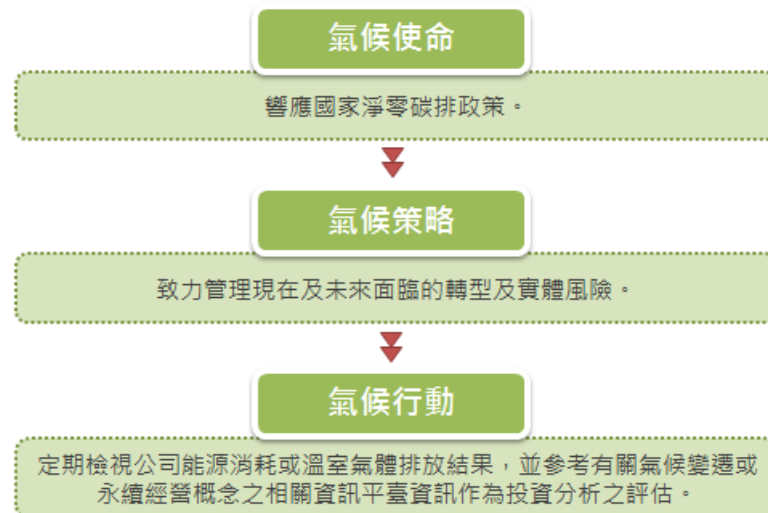 氣候使命
響應國家淨零碳排政策。
氣候策略
致力管理現在及未來面臨的轉型及實體風險。
氣候行動
定期檢視公司能源消耗或溫室氣體排放結果，並參考有關氣候變遷或
永續經營概念之相關資訊平臺資訊作為投資分析之評估。